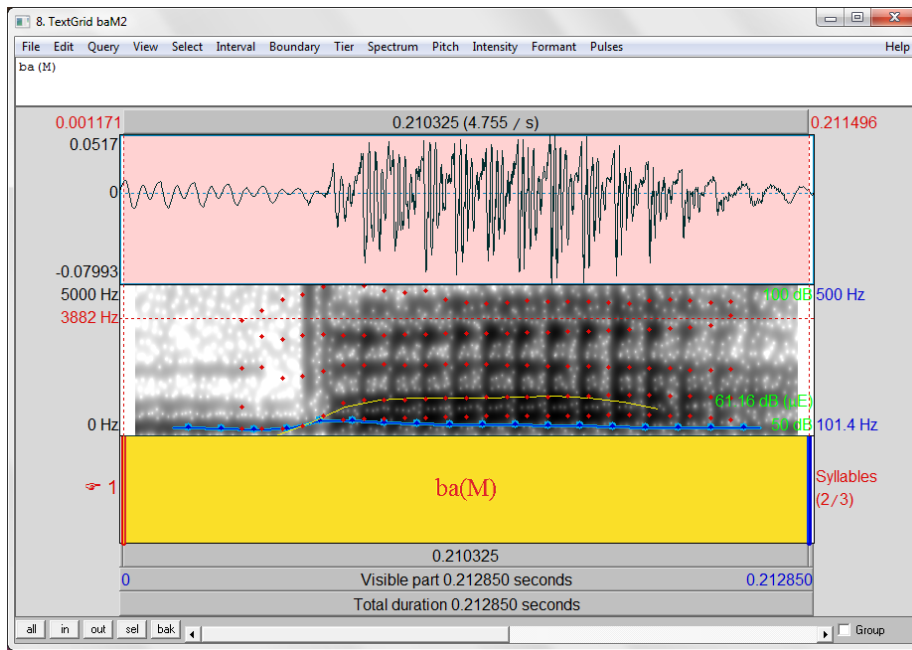 8. TextGrid baM2
File Edit Query View Select Interval Boundary Tier Spectrum Pitch Intensity Formant Pulses Help
ba(M)
0.001171 0.210325 (4.755 / s) 0.211496
0.0517
0
-0.07993
5000 Hz 100 dB 500 Hz
3882 Hz
61.16 dB (µE)
0 Hz 50 dB 101.4 Hz
1 ba(M) Syllables
(2/3)
0.210325
0 Visible part 0.212850 seconds 0.212850
Total duration 0.212850 seconds
all in out sel bak Group